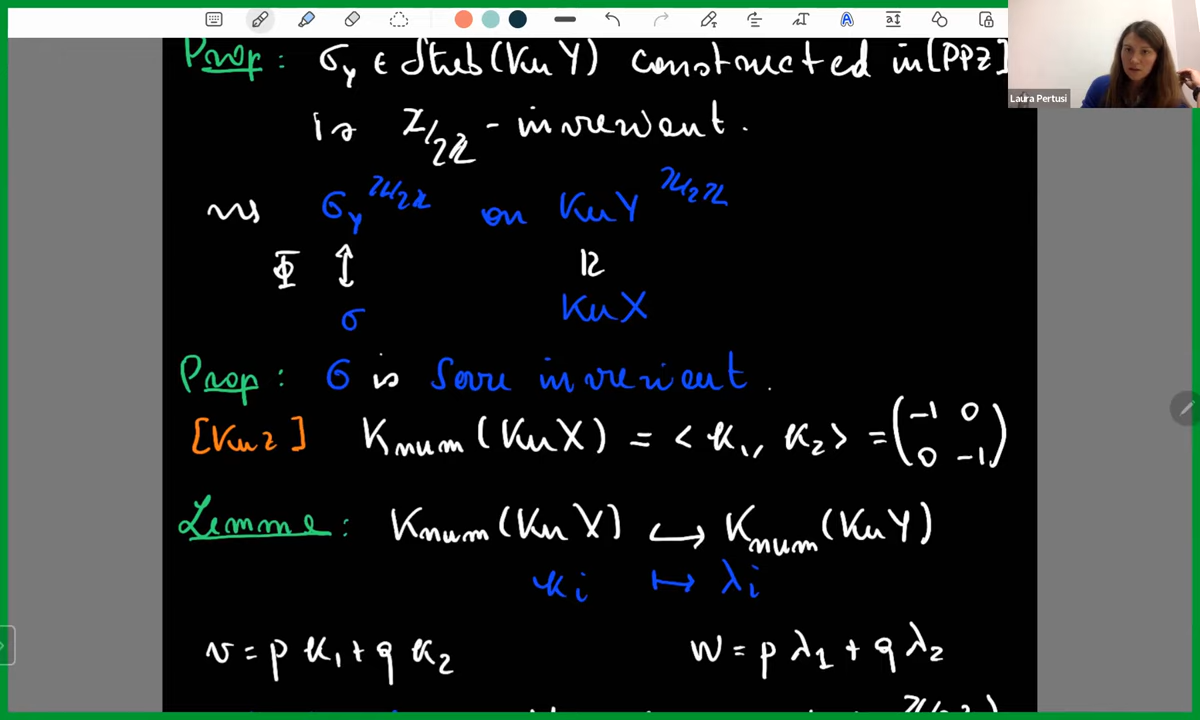 Prop: σ_Y ∈ Stab(Ku Y) constructed in [PPZ]
Laura Pertusi
is ℤ/2ℤ - invariant.
⇝ σ_Y^{ℤ/2ℤ} on Ku Y^{ℤ/2ℤ}
Φ ↕ ≀≀
σ Ku X
Prop: σ is Serre invariant.
[Kuz] K_num(Ku X) = <κ_1, κ_2> = (-1 0
0 -1)
Lemma: K_num(Ku X) ↪ K_num(Ku Y)
κ_i ↦ λ_i
v = p κ_1 + q κ_2 w = p λ_1 + q λ_2